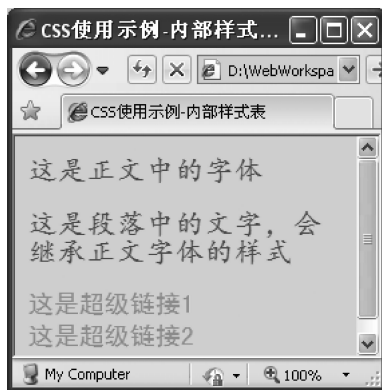 CSS使用示例-内部样式...
D:\WebWorkspa
CSS使用示例-内部样式表
这是正文中的字体
这是段落中的文字，会
继承正文字体的样式
这是超级链接1
这是超级链接2
My Computer
100%